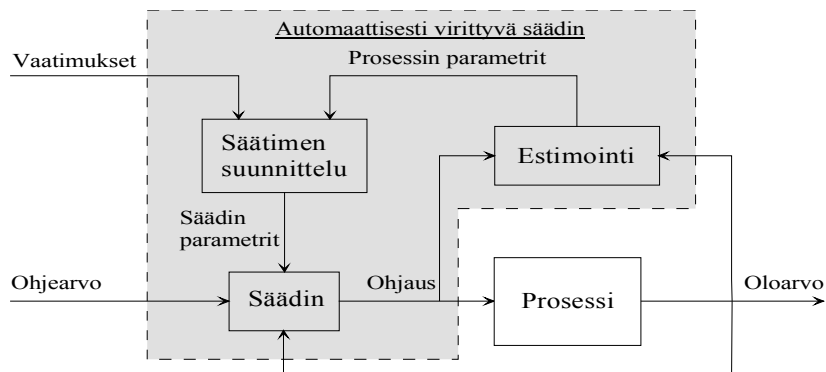 Automaattisesti virittyvä säädin
Vaatimukset
Prosessin parametrit
Säätimen
suunnittelu
Estimointi
Säädin
parametrit
Ohjearvo
Säädin
Ohjaus
Prosessi
Oloarvo